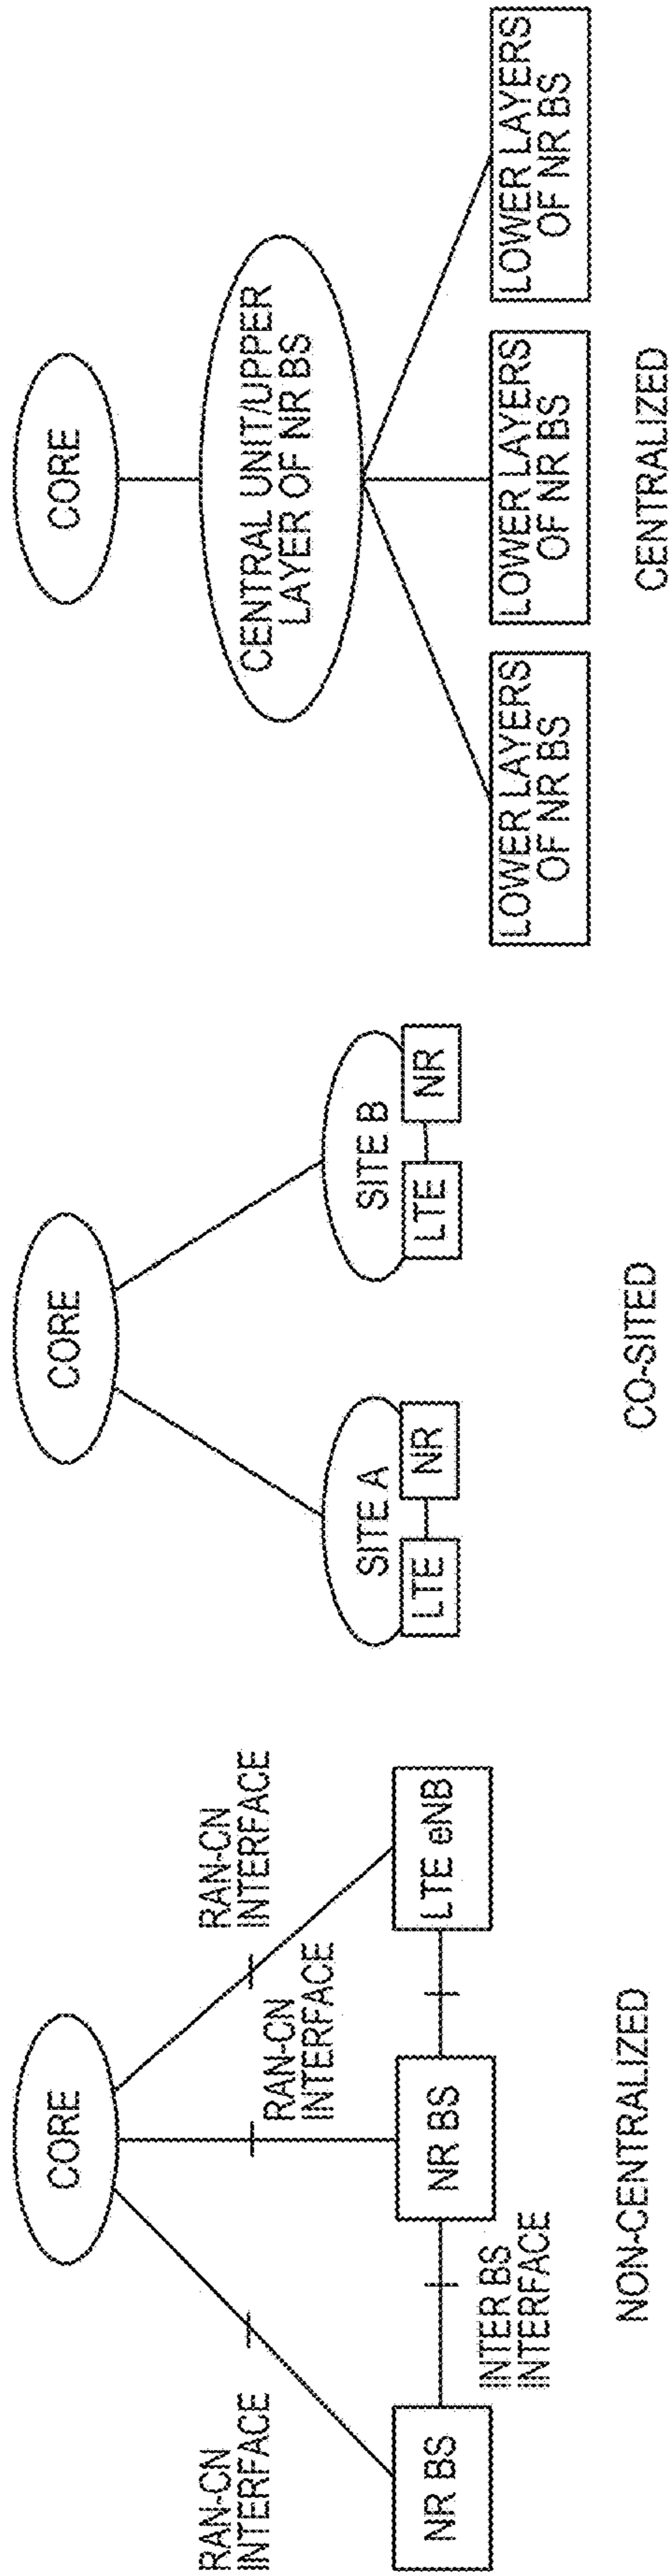 CORE
RAN-CN
INTERFACE
RAN-CN
INTERFACE
RAN-CN
INTERFACE
NR BS
NR BS
LTE eNB
INTER BS
INTERFACE
NON-CENTRALIZED
CORE
SITE A
LTE
NR
SITE B
LTE
NR
CO-SITED
CORE
CENTRAL UNIT/UPPER
LAYER OF NR BS
LOWER LAYERS
OF NR BS
LOWER LAYERS
OF NR BS
LOWER LAYERS
OF NR BS
CENTRALIZED